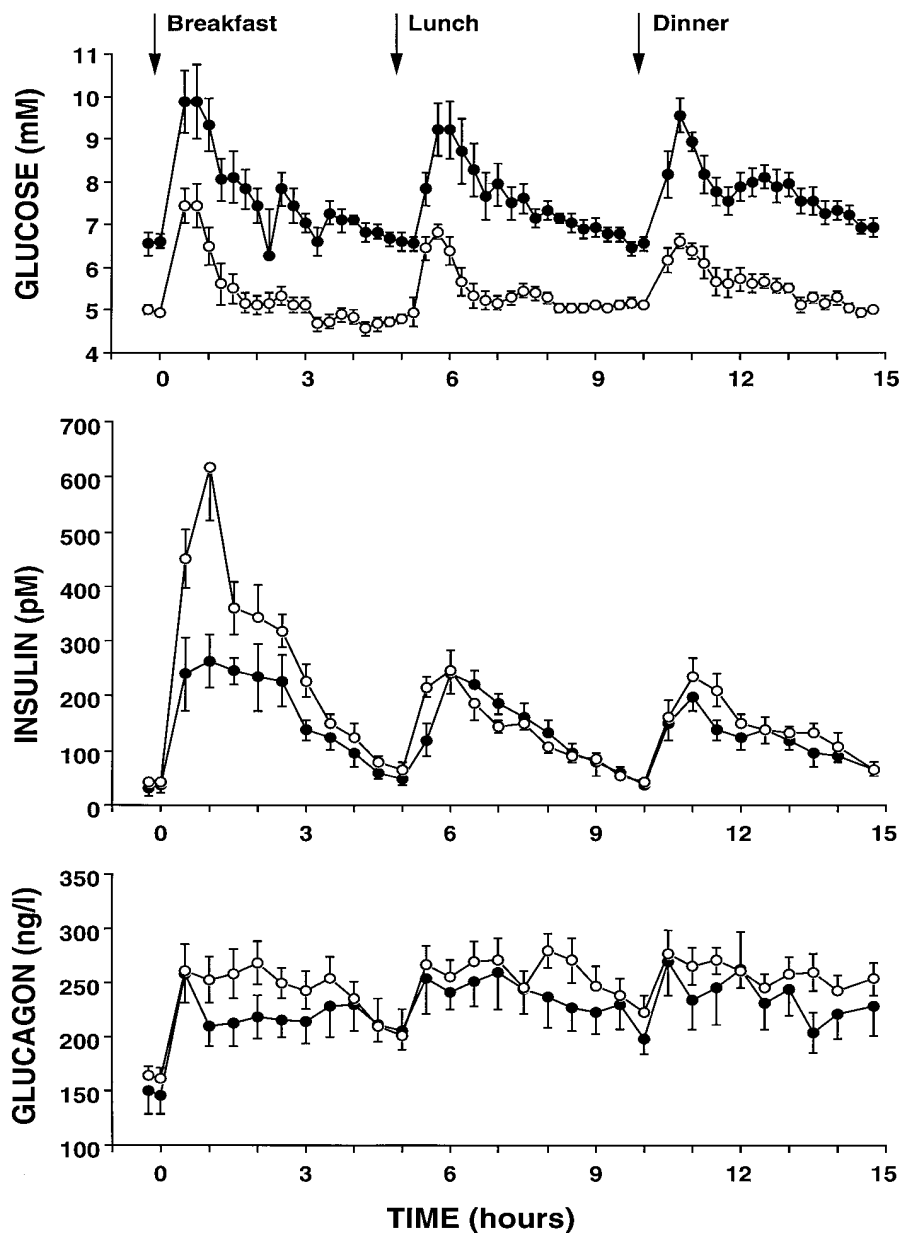 Breakfast Lunch Dinner
11
10
9
8
7
6
5
4
GLUCOSE (mM)
0 3 6 9 12 15
700
600
500
400
300
200
100
0
INSULIN (pM)
0 3 6 9 12 15
350
300
250
200
150
100
GLUCAGON (ng/l)
0 3 6 9 12 15
TIME (hours)